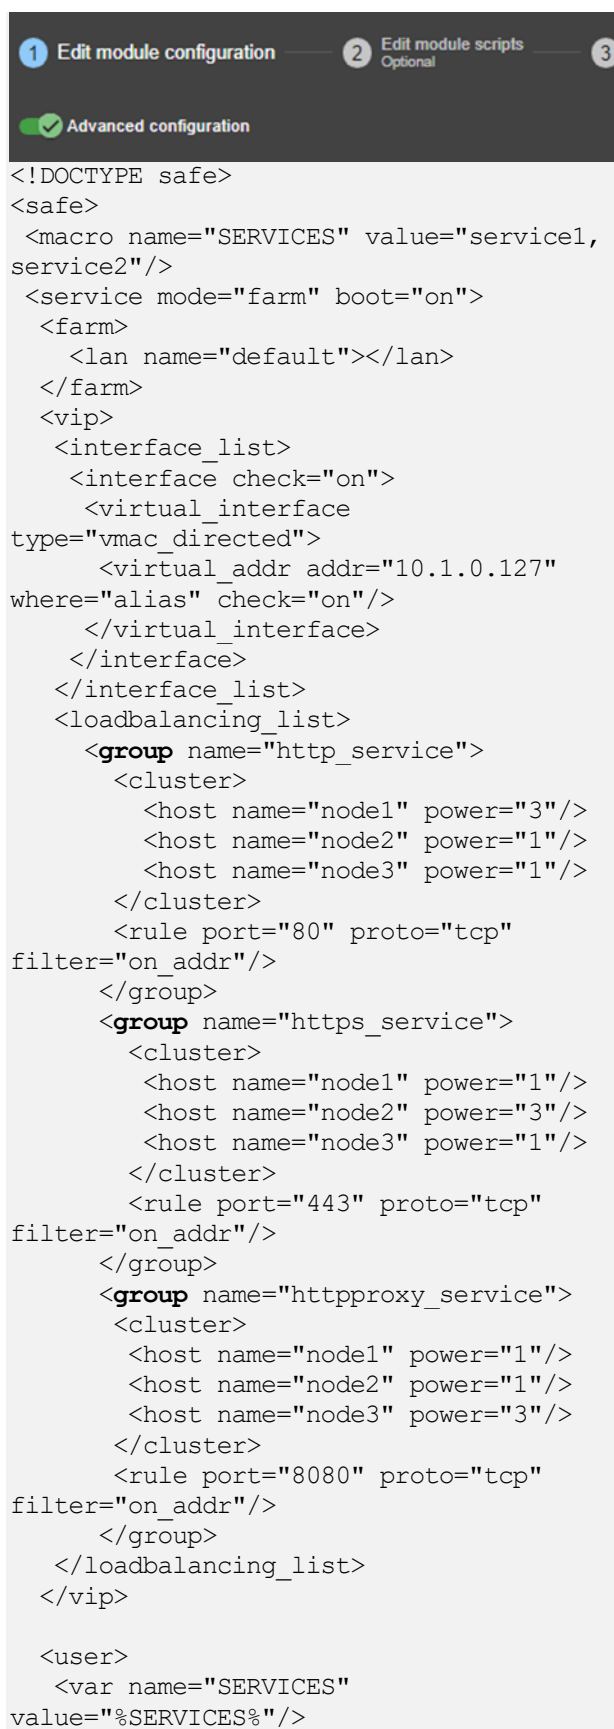 1 Edit module configuration 2 Edit module scripts 3
Optional
Advanced configuration
<!DOCTYPE safe>
<safe>
<macro name="SERVICES" value="service1,
service2"/>
<service mode="farm" boot="on">
<farm>
<lan name="default"></lan>
</farm>
<vip>
<interface_list>
<interface check="on">
<virtual_interface
type="vmac_directed">
<virtual_addr addr="10.1.0.127"
where="alias" check="on"/>
</virtual_interface>
</interface>
</interface_list>
<loadbalancing_list>
<group name="http_service">
<cluster>
<host name="node1" power="3"/>
<host name="node2" power="1"/>
<host name="node3" power="1"/>
</cluster>
<rule port="80" proto="tcp"
filter="on_addr"/>
</group>
<group name="https_service">
<cluster>
<host name="node1" power="1"/>
<host name="node2" power="3"/>
<host name="node3" power="1"/>
</cluster>
<rule port="443" proto="tcp"
filter="on_addr"/>
</group>
<group name="httpproxy_service">
<cluster>
<host name="node1" power="1"/>
<host name="node2" power="1"/>
<host name="node3" power="3"/>
</cluster>
<rule port="8080" proto="tcp"
filter="on_addr"/>
</group>
</loadbalancing_list>
</vip>
<user>
<var name="SERVICES"
value="%SERVICES%"/>